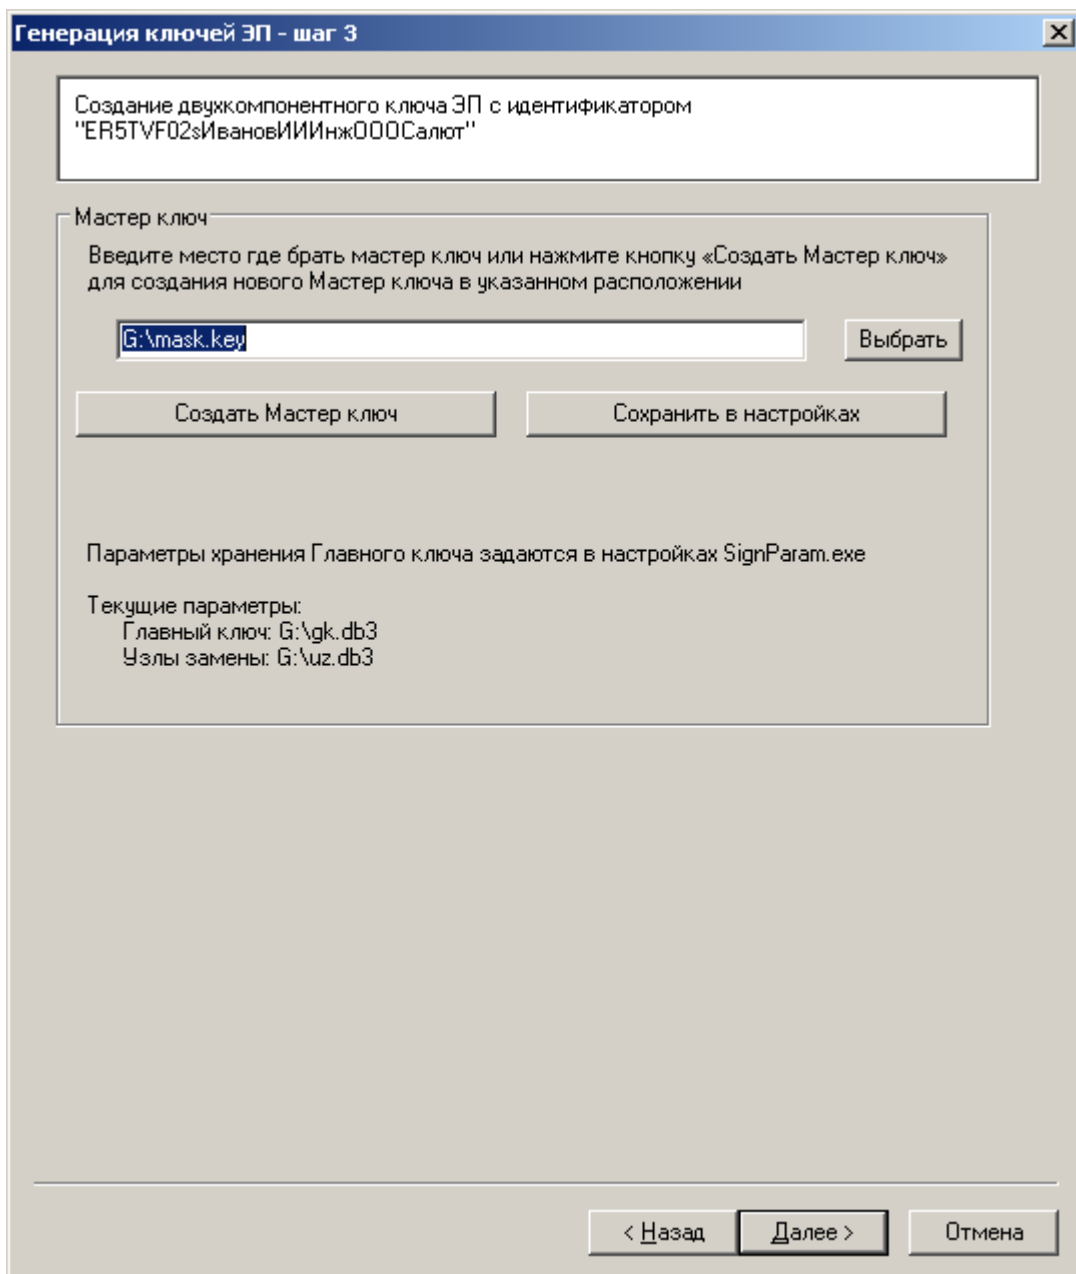 Генерация ключей ЭП - шаг 3
Создание двухкомпонентного ключа ЭП с идентификатором
"ER5TVF02sИвановИИИнжОООСалют"
Мастер ключ
Введите место где брать мастер ключ или нажмите кнопку «Создать Мастер ключ»
для создания нового Мастер ключа в указанном расположении
G:\mask.key
Выбрать
Создать Мастер ключ
Сохранить в настройках
Параметры хранения Главного ключа задаются в настройках SignParam.exe
Текущие параметры:
Главный ключ: G:\gk.db3
Узлы замены: G:\uz.db3
< Назад
Далее >
Отмена